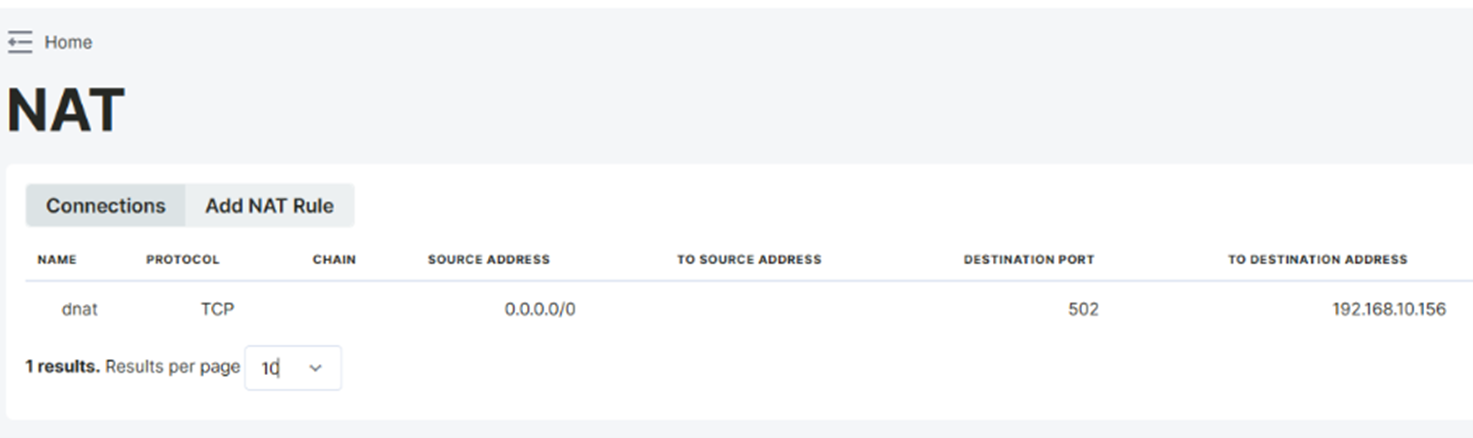 Home
NAT
Connections Add NAT Rule
NAME PROTOCOL CHAIN SOURCE ADDRESS TO SOURCE ADDRESS DESTINATION PORT TO DESTINATION ADDRESS
dnat TCP 0.0.0.0/0 502 192.168.10.156
1 results. Results per page 10